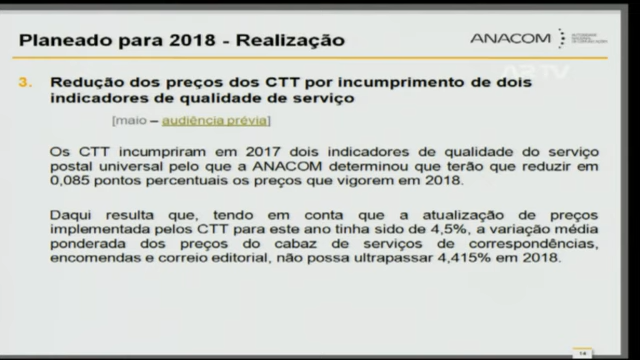 Planeado para 2018 - Realização
ANACOM
ARTV
3. Redução dos preços dos CTT por incumprimento de dois
indicadores de qualidade de serviço
[maio – audiência prévia]
Os CTT incumpriram em 2017 dois indicadores de qualidade do serviço
postal universal pelo que a ANACOM determinou que terão que reduzir em
0,085 pontos percentuais os preços que vigorem em 2018.
Daqui resulta que, tendo em conta que a atualização de preços
implementada pelos CTT para este ano tinha sido de 4,5%, a variação média
ponderada dos preços do cabaz de serviços de correspondências,
encomendas e correio editorial, não possa ultrapassar 4,415% em 2018.
14